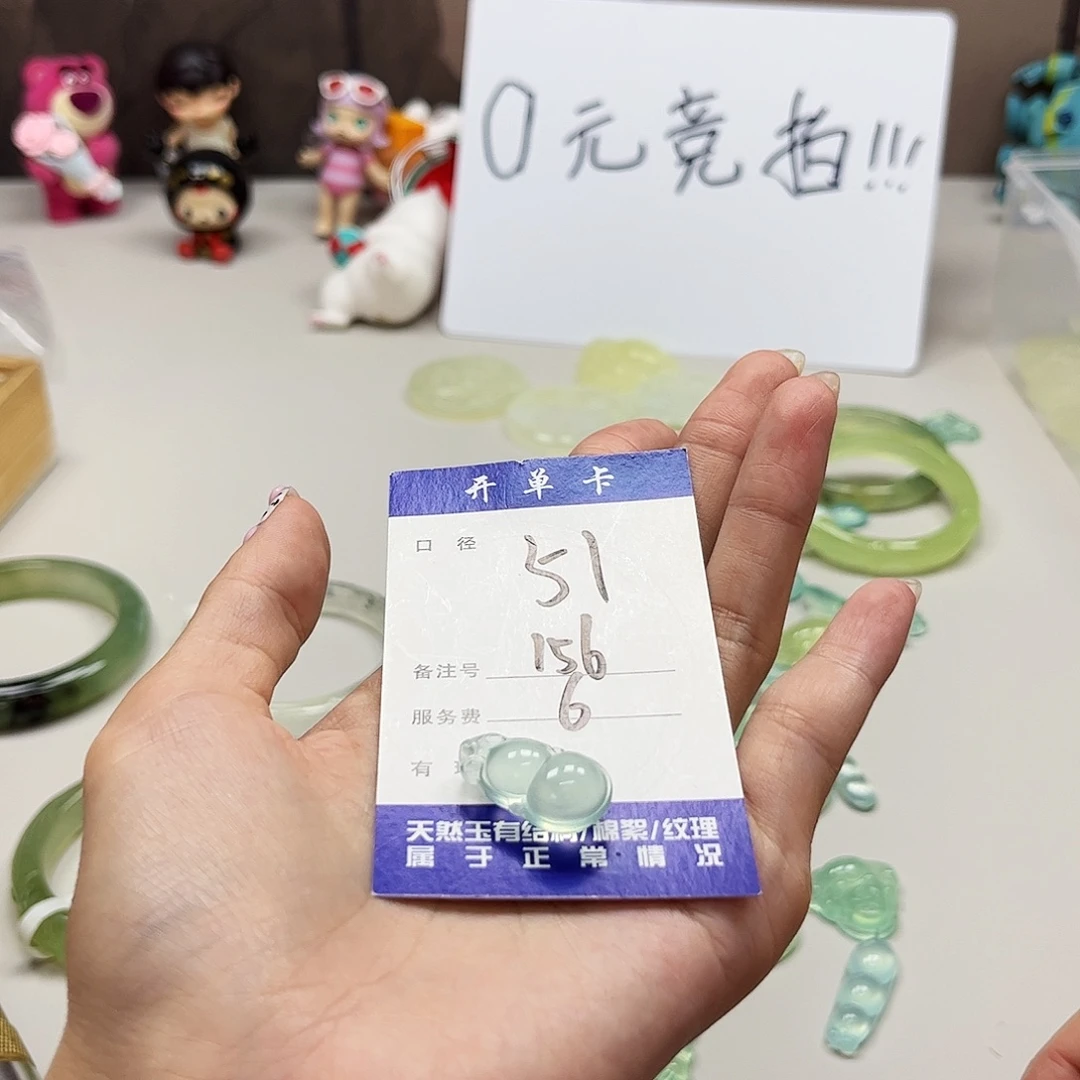 0元竞拍!!!
开单卡
口径 51
备注号 156
服务费 6
有
天然玉有结构/棉絮/纹理
属于正常情况